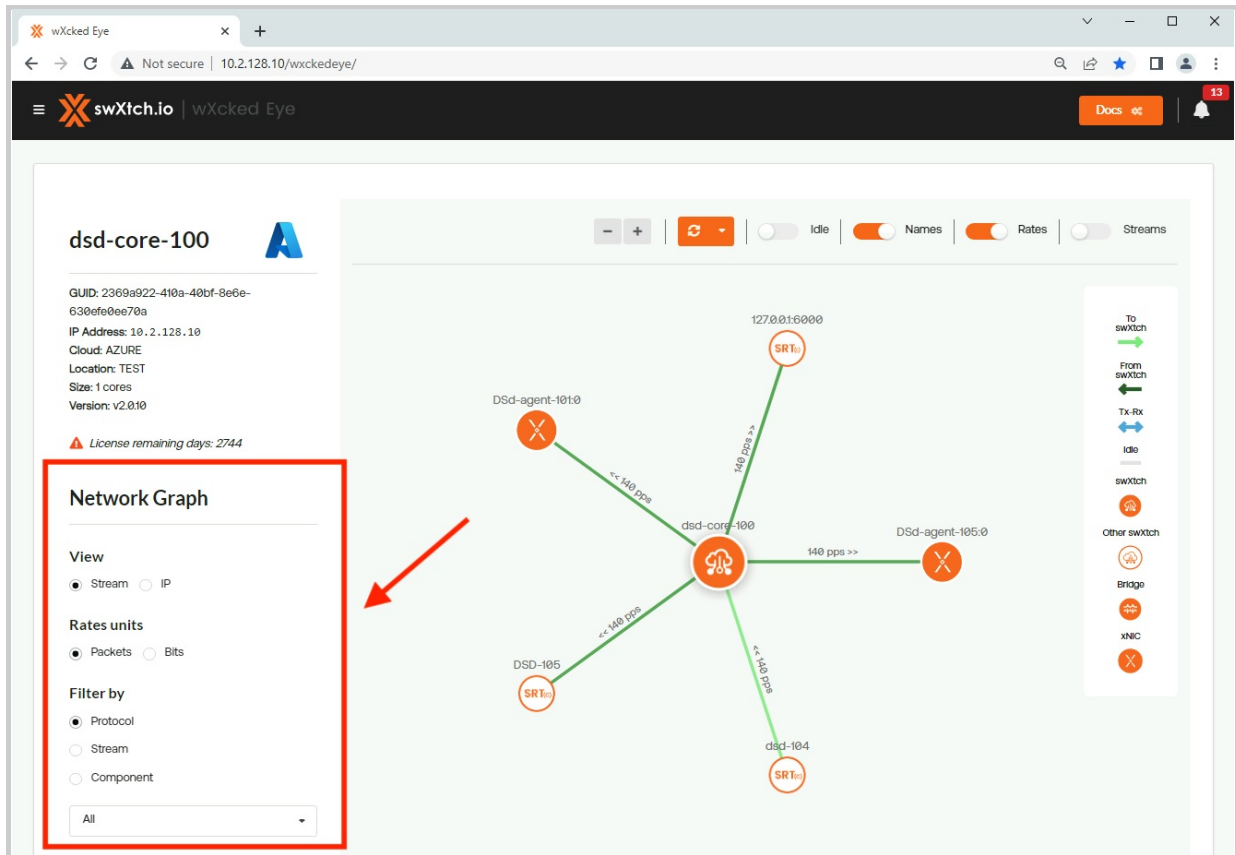 wXcked Eye
Not secure | 10.2.128.10/wxckedeye/
swXtch.io | wXcked Eye
Docs
13
dsd-core-100
GUID: 2369a922-410a-40bf-8e6e-
630efe0ee70a
IP Address: 10.2.128.10
Cloud: AZURE
Location: TEST
Size: 1 cores
Version: v2.0.10
License remaining days: 2744
Network Graph
View
Stream IP
Rates units
Packets Bits
Filter by
Protocol
Stream
Component
All
Idle Names Rates Streams
127.0.0.1:6000
SRT
DSd-agent-101:0
140 pps >>
<< 140 pps
dsd-core-100
DSd-agent-105:0
140 pps >>
<< 140 pps
<< 140 pps
DSD-105
SRT
dsd-104
SRT
To
swXtch
From
swXtch
Tx-Rx
Idle
swXtch
Other swXtch
Bridge
xNIC